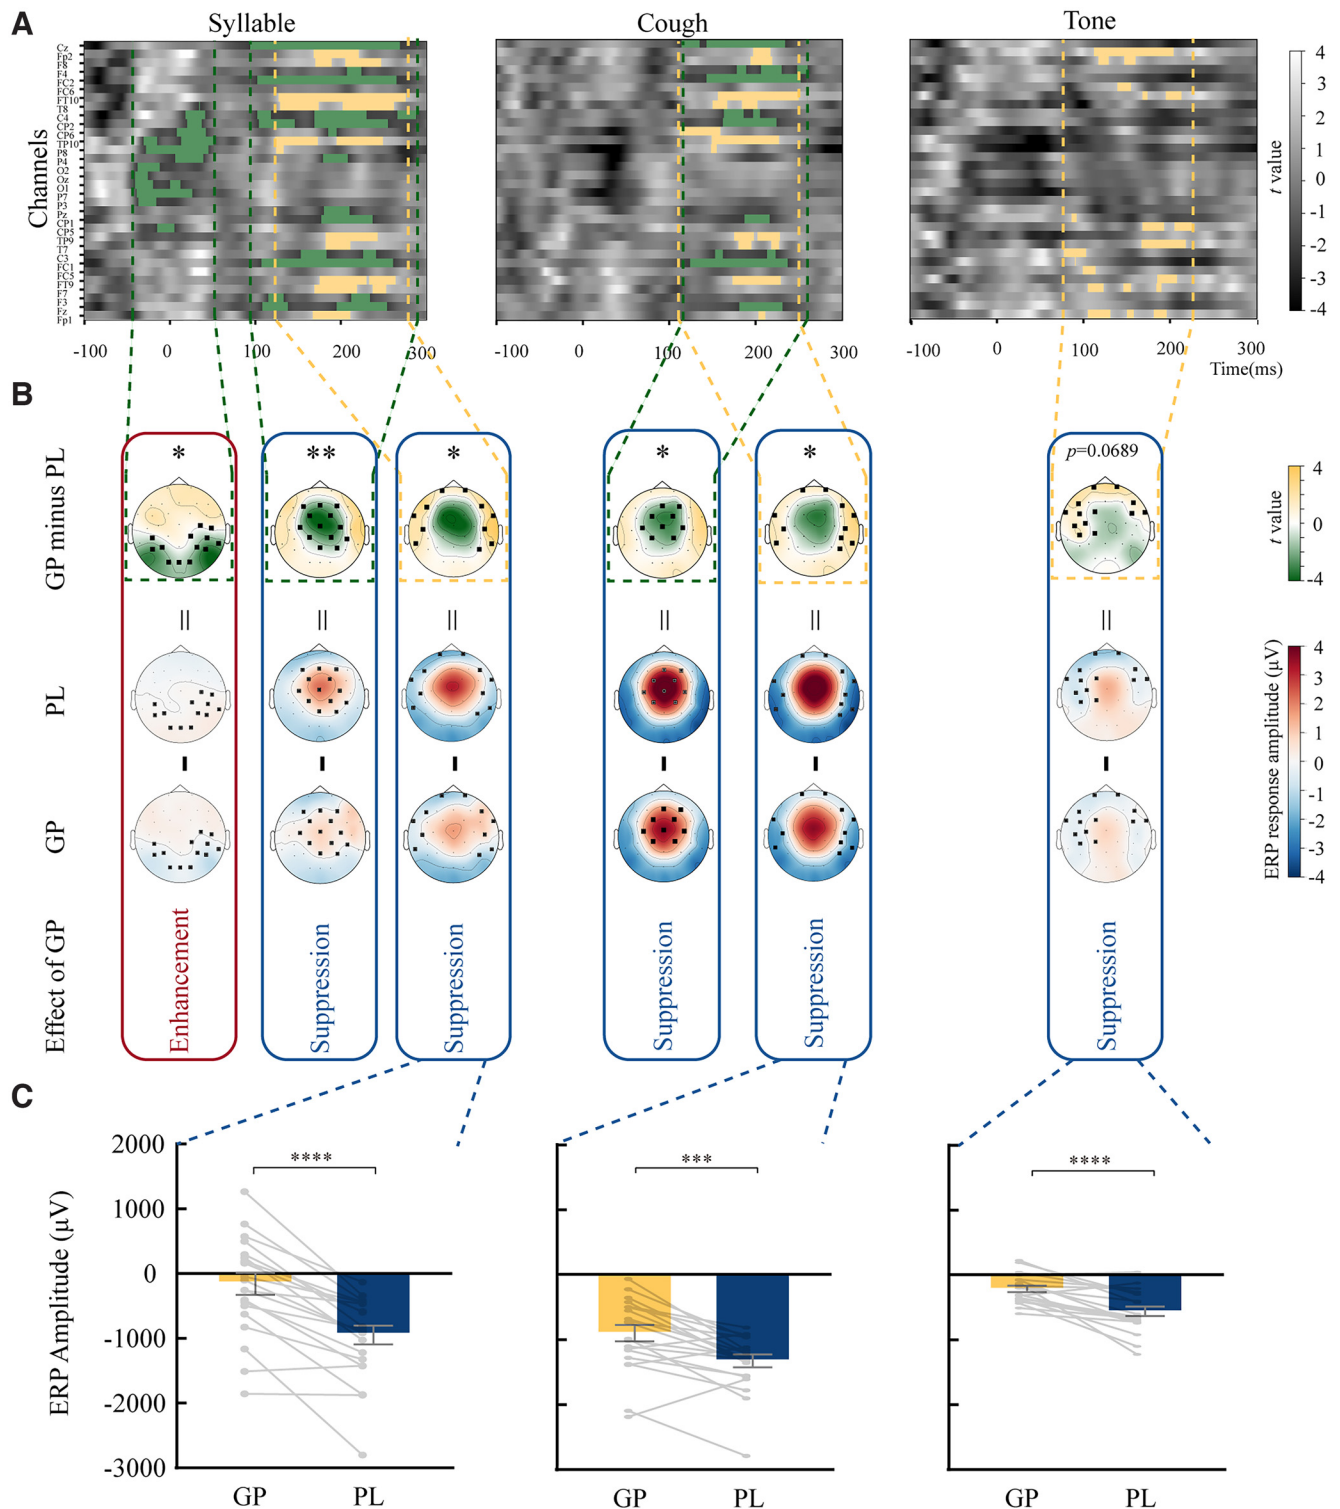 A
Syllable
Cough
Tone
Channels
Cz
Fp2
F8
F4
FC2
FC6
FT10
T8
C4
CP2
CP6
TP10
P8
P4
O2
Oz
O1
P7
P3
Pz
CP1
CP5
TP9
T7
C3
FC1
FC5
FT9
F7
F3
Fz
Fp1
-100 0 100 200 300
-100 0 100 200 300
-100 0 100 200 300
Time(ms)
4
3
2
1
0
-1
-2
-3
-4
t value
B
GP minus PL
* ** * * * p=0.0689
4
2
0
-2
-4
t value
=
=
=
=
=
=
PL
-
-
-
-
-
-
GP
4
3
2
1
0
-1
-2
-3
-4
ERP response amplitude (μV)
Effect of GP
Enhancement
Suppression
Suppression
Suppression
Suppression
Suppression
C
ERP Amplitude (μV)
2000
1000
0
-1000
-2000
-3000
****
***
****
GP PL
GP PL
GP PL